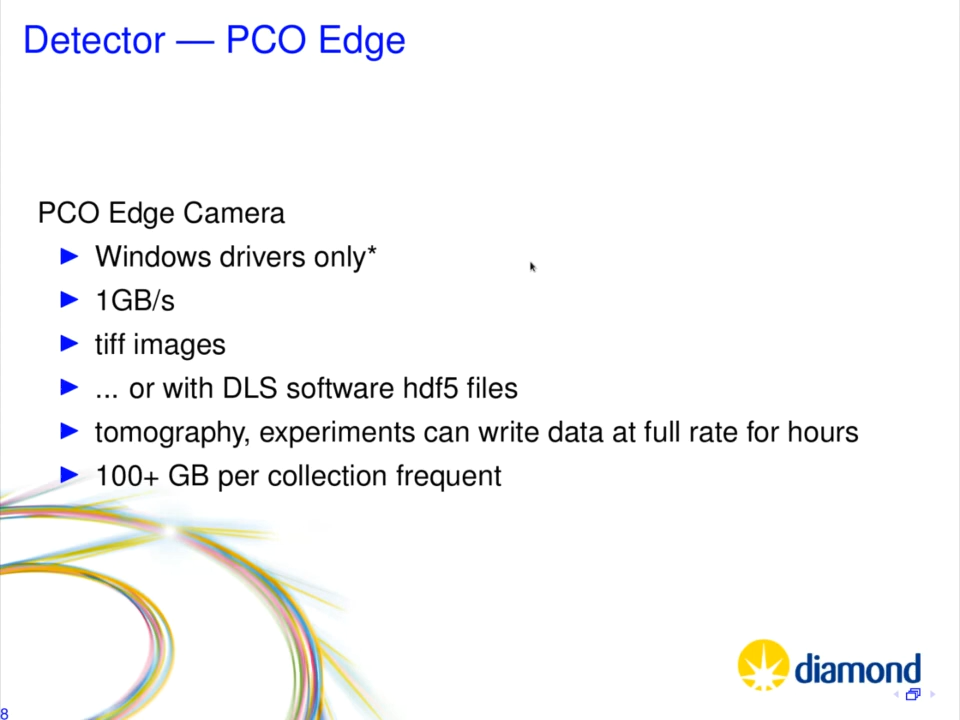 Detector — PCO Edge
PCO Edge Camera
Windows drivers only*
1GB/s
tiff images
... or with DLS software hdf5 files
tomography, experiments can write data at full rate for hours
100+ GB per collection frequent
diamond
8